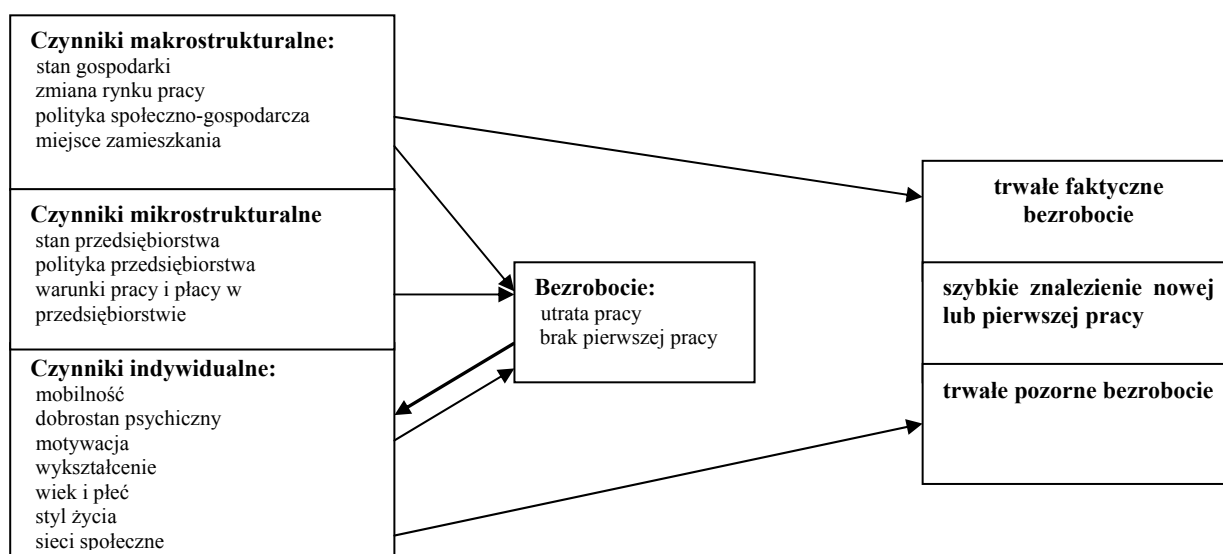 Czynniki makrostrukturalne:
stan gospodarki
zmiana rynku pracy
polityka społeczno-gospodarcza
miejsce zamieszkania
Czynniki mikrostrukturalne
stan przedsiębiorstwa
polityka przedsiębiorstwa
warunki pracy i płacy w
przedsiębiorstwie
Czynniki indywidualne:
mobilność
dobrostan psychiczny
motywacja
wykształcenie
wiek i płeć
styl życia
sieci społeczne
Bezrobocie:
utrata pracy
brak pierwszej pracy
trwałe faktyczne
bezrobocie
szybkie znalezienie nowej
lub pierwszej pracy
trwałe pozorne bezrobocie